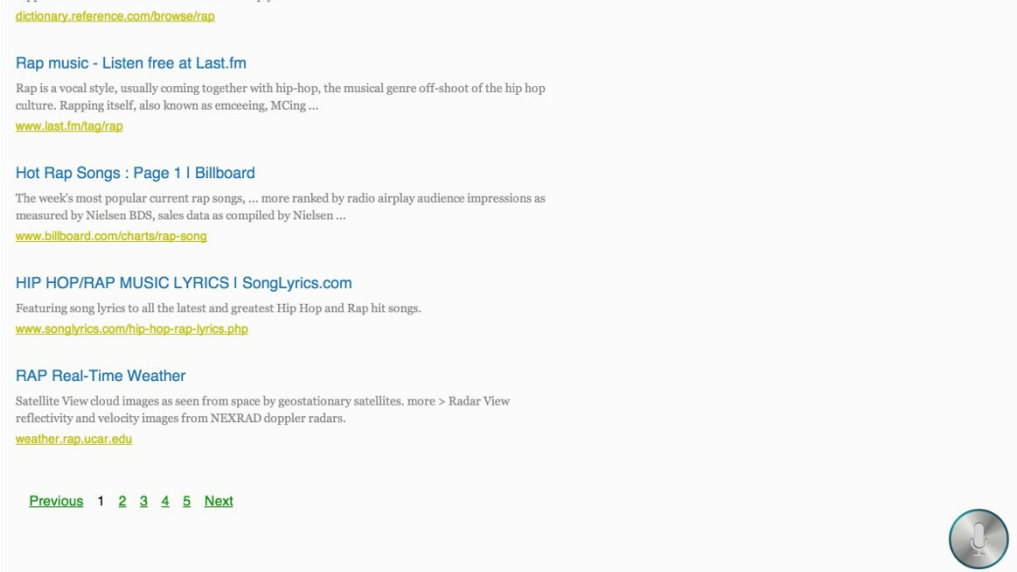 dictionary.reference.com/browse/rap
Rap music - Listen free at Last.fm
Rap is a vocal style, usually coming together with hip-hop, the musical genre off-shoot of the hip hop
culture. Rapping itself, also known as emceeing, MCing ...
www.last.fm/tag/rap
Hot Rap Songs : Page 1 | Billboard
The week's most popular current rap songs, ... more ranked by radio airplay audience impressions as
measured by Nielsen BDS, sales data as compiled by Nielsen ...
www.billboard.com/charts/rap-song
HIP HOP/RAP MUSIC LYRICS | SongLyrics.com
Featuring song lyrics to all the latest and greatest Hip Hop and Rap hit songs.
www.songlyrics.com/hip-hop-rap-lyrics.php
RAP Real-Time Weather
Satellite View cloud images as seen from space by geostationary satellites. more > Radar View
reflectivity and velocity images from NEXRAD doppler radars.
weather.rap.ucar.edu
Previous 1 2 3 4 5 Next